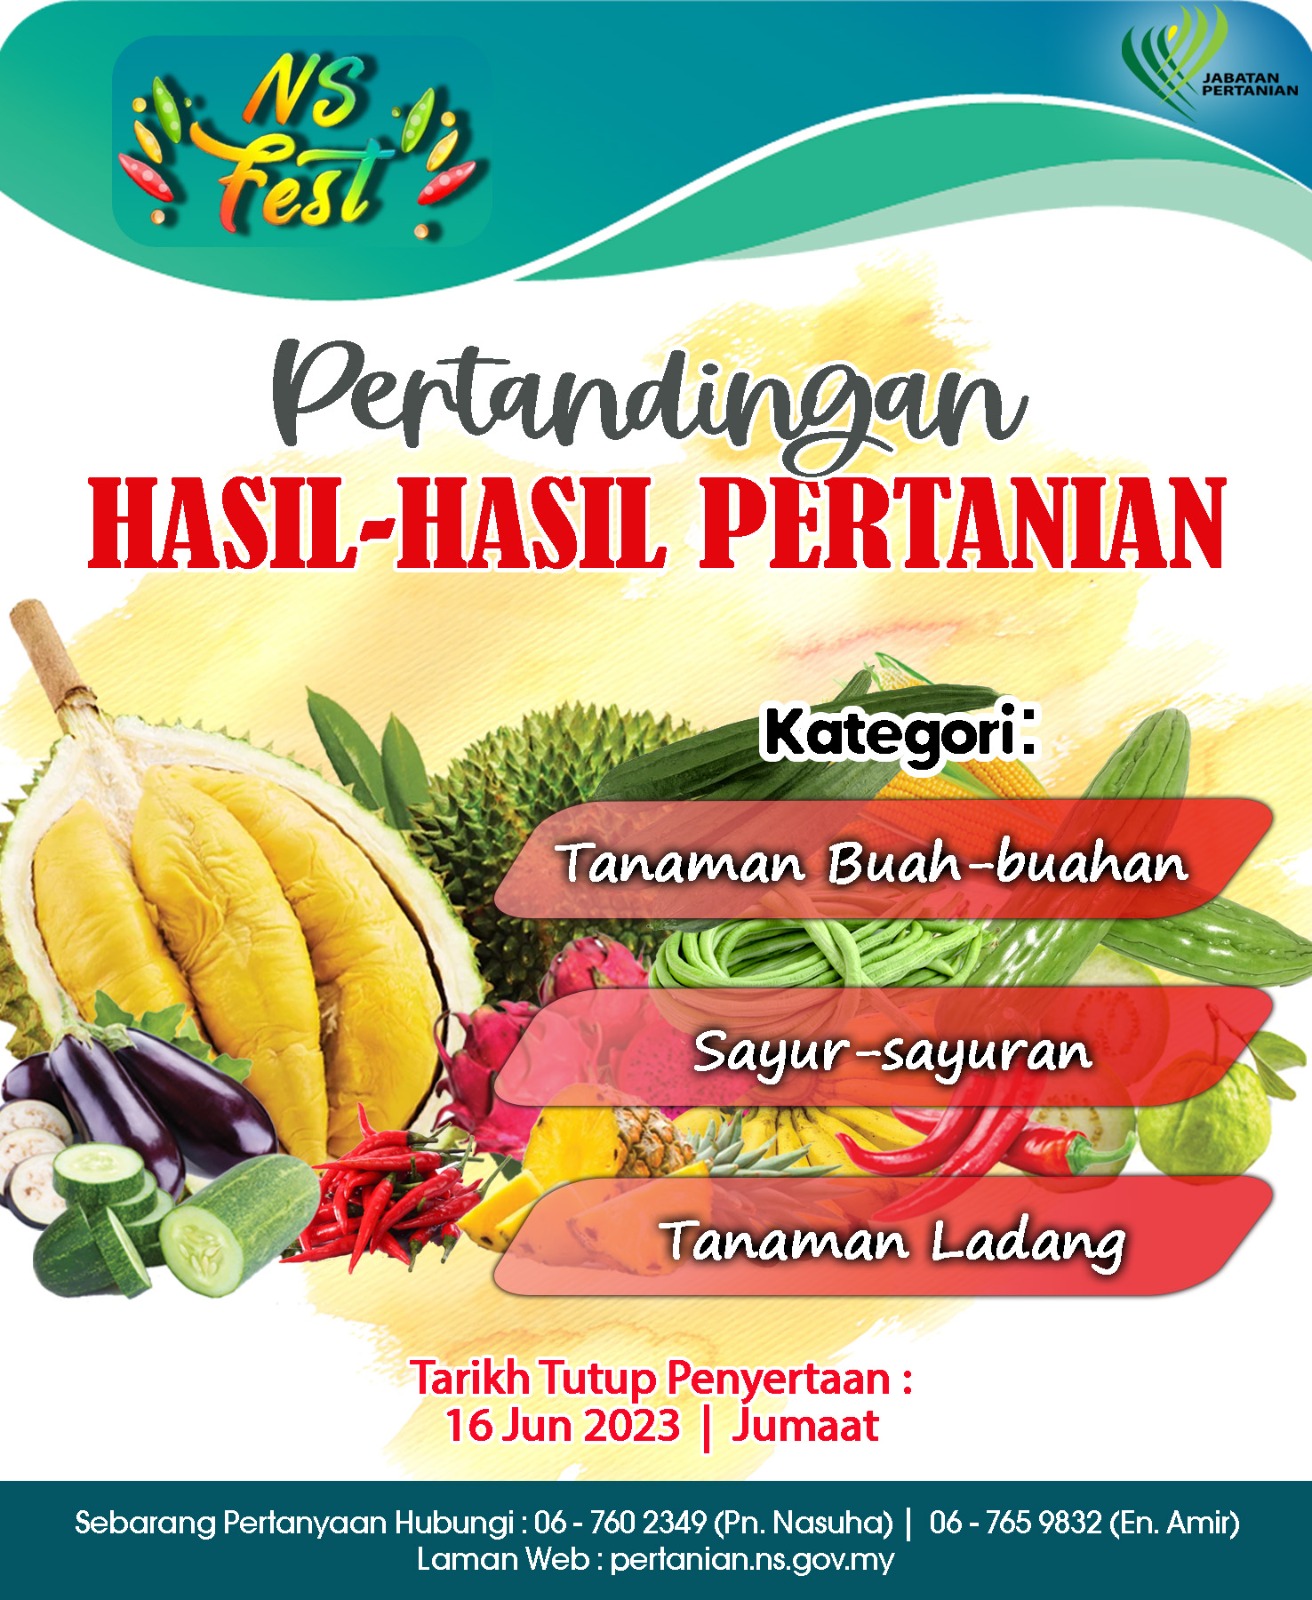 NS
Fest
JABATAN
PERTANIAN
Pertandingan
HASIL-HASIL PERTANIAN
Kategori:
Tanaman Buah-buahan
Sayur-sayuran
Tanaman Ladang
Tarikh Tutup Penyertaan :
16 Jun 2023 | Jumaat
Sebarang Pertanyaan Hubungi : 06 - 760 2349 (Pn. Nasuha) | 06 - 765 9832 (En. Amir)
Laman Web : pertanian.ns.gov.my